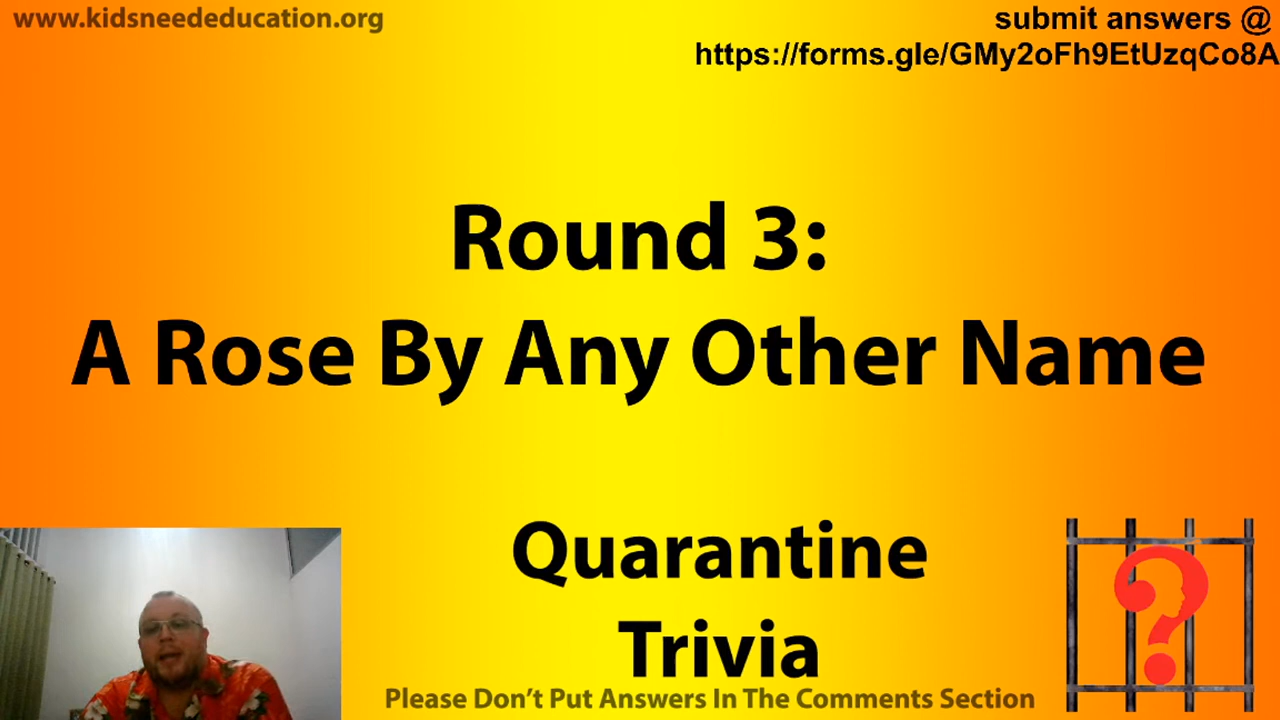 www.kidsneededucation.org
submit answers @
https://forms.gle/GMy2oFh9EtUzqCo8A
Round 3:
A Rose By Any Other Name
Quarantine
Trivia
Please Don’t Put Answers In The Comments Section